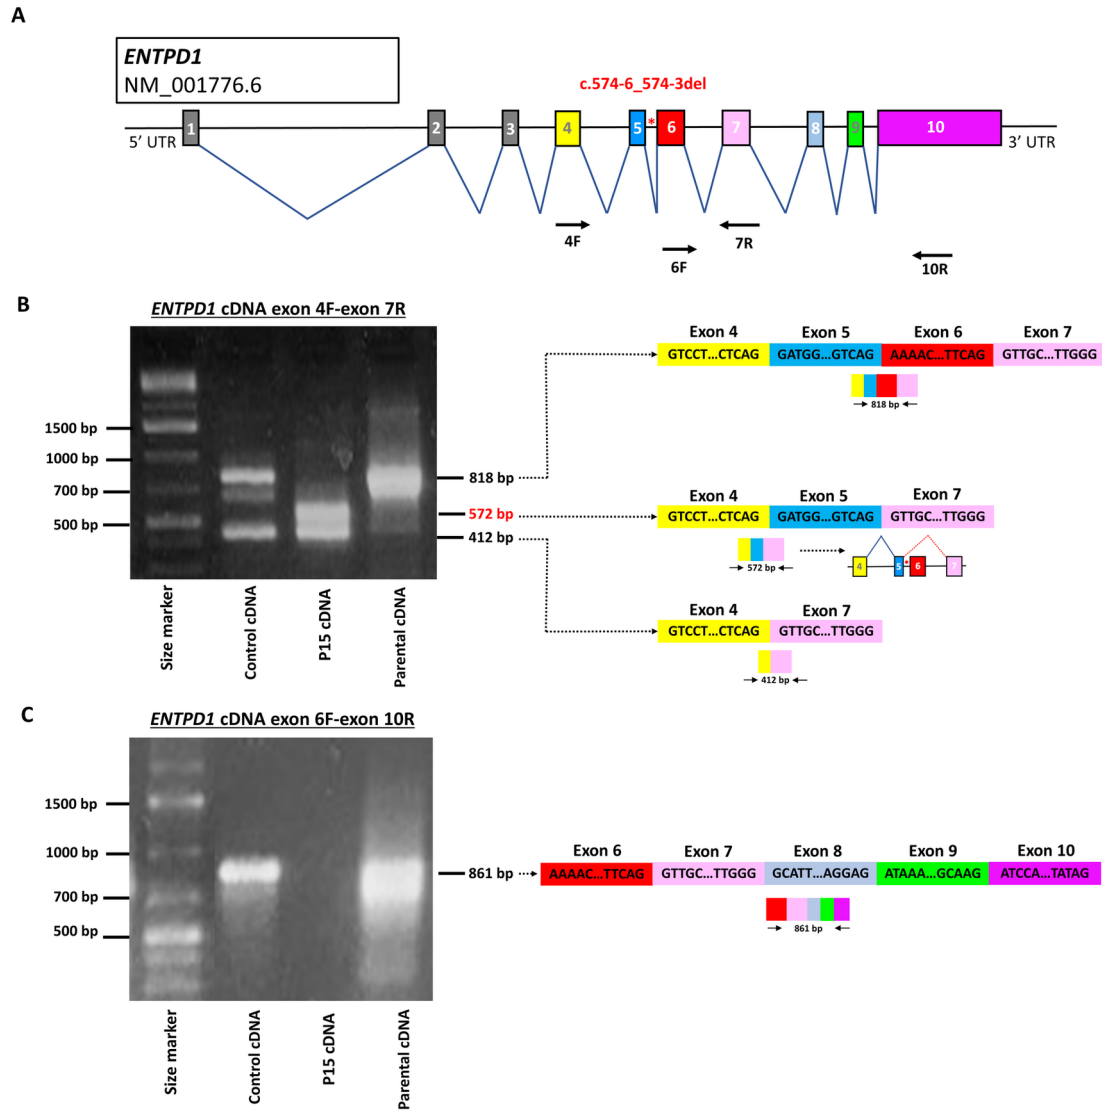 A
ENTPD1
NM_001776.6
c.574-6_574-3del
5' UTR
1
2
3
4
5
*
6
7
8
9
10
3' UTR
4F
7R
6F
10R
B
ENTPD1 cDNA exon 4F-exon 7R
1500 bp
1000 bp
700 bp
500 bp
818 bp
572 bp
412 bp
Size marker
Control cDNA
P15 cDNA
Parental cDNA
Exon 4 Exon 5 Exon 6 Exon 7
GTCCT...CTCAG GATGG...GTCAG AAAAC...TTCAG GTTGC...TTGGG
818 bp
Exon 4 Exon 5 Exon 7
GTCCT...CTCAG GATGG...GTCAG GTTGC...TTGGG
572 bp
4 5 * 6 7
Exon 4 Exon 7
GTCCT...CTCAG GTTGC...TTGGG
412 bp
C
ENTPD1 cDNA exon 6F-exon 10R
1500 bp
1000 bp
700 bp
500 bp
861 bp
Size marker
Control cDNA
P15 cDNA
Parental cDNA
Exon 6 Exon 7 Exon 8 Exon 9 Exon 10
AAAAC...TTCAG GTTGC...TTGGG GCATT...AGGAG ATAAA...GCAAG ATCCA...TATAG
861 bp